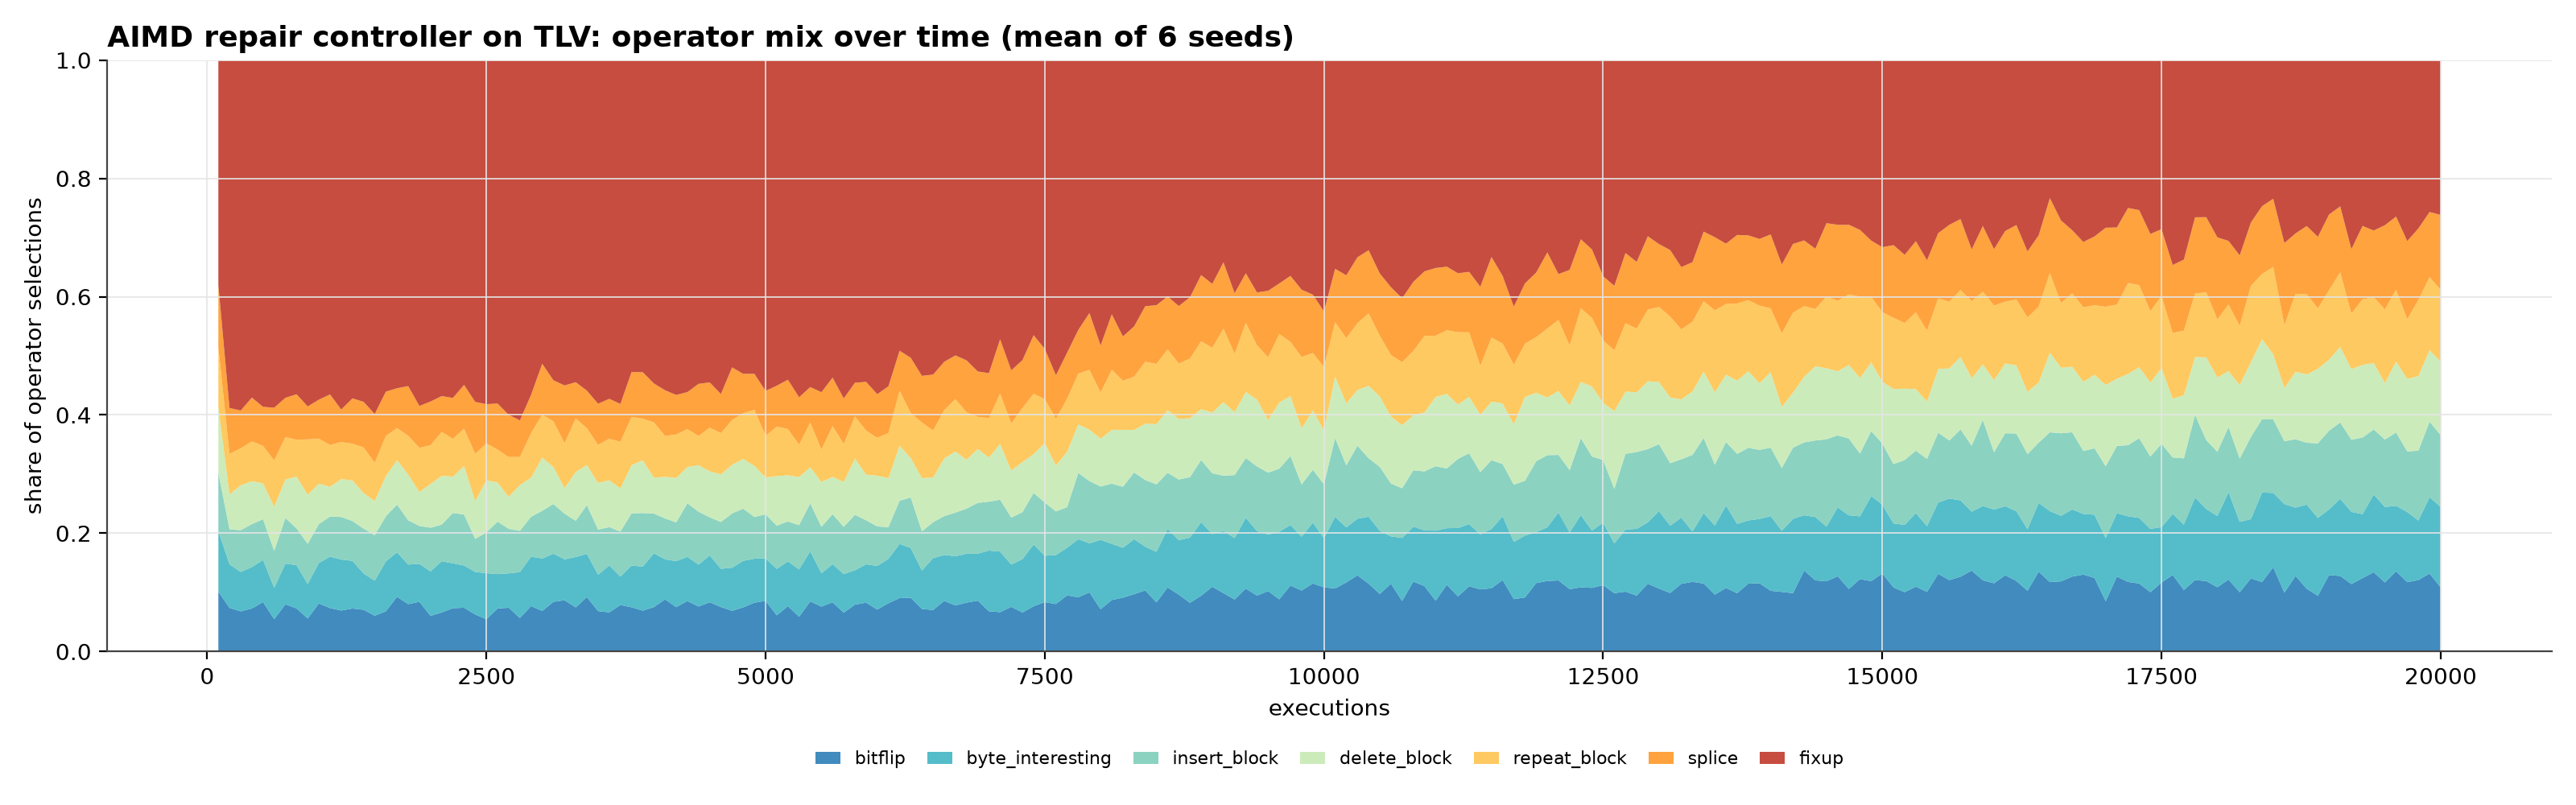 AIMD repair controller on TLV: operator mix over time (mean of 6 seeds)
share of operator selections
1.0
0.8
0.6
0.4
0.2
0.0
0 2500 5000 7500 10000 12500 15000 17500 20000
executions
bitflip byte_interesting insert_block delete_block repeat_block splice fixup